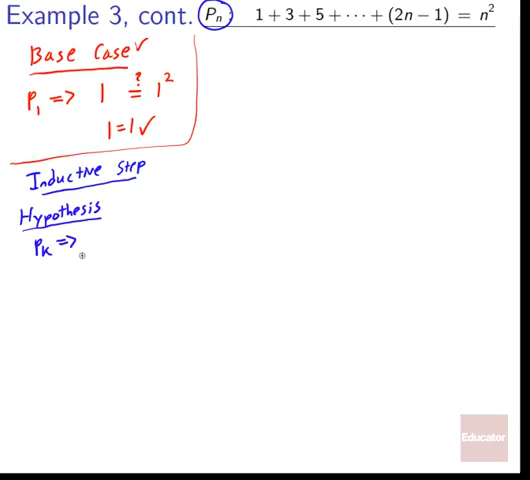 Example 3, cont. Pₙ: 1 + 3 + 5 + ⋯ + (2n − 1) = n²
Base Case ✓
P₁ => 1 ≟ 1²
1 = 1 ✓
Inductive Step
Hypothesis
Pₖ =>
Educator